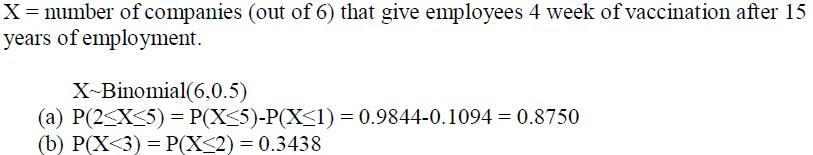 X = number of companies (out of 6) that give employees 4 week of vaccination after 15
years of employment.
X~Binomial(6,0.5)
(a) P(2≤X≤5) = P(X≤5)-P(X≤1) = 0.9844-0.1094 = 0.8750
(b) P(X<3) = P(X≤2) = 0.3438